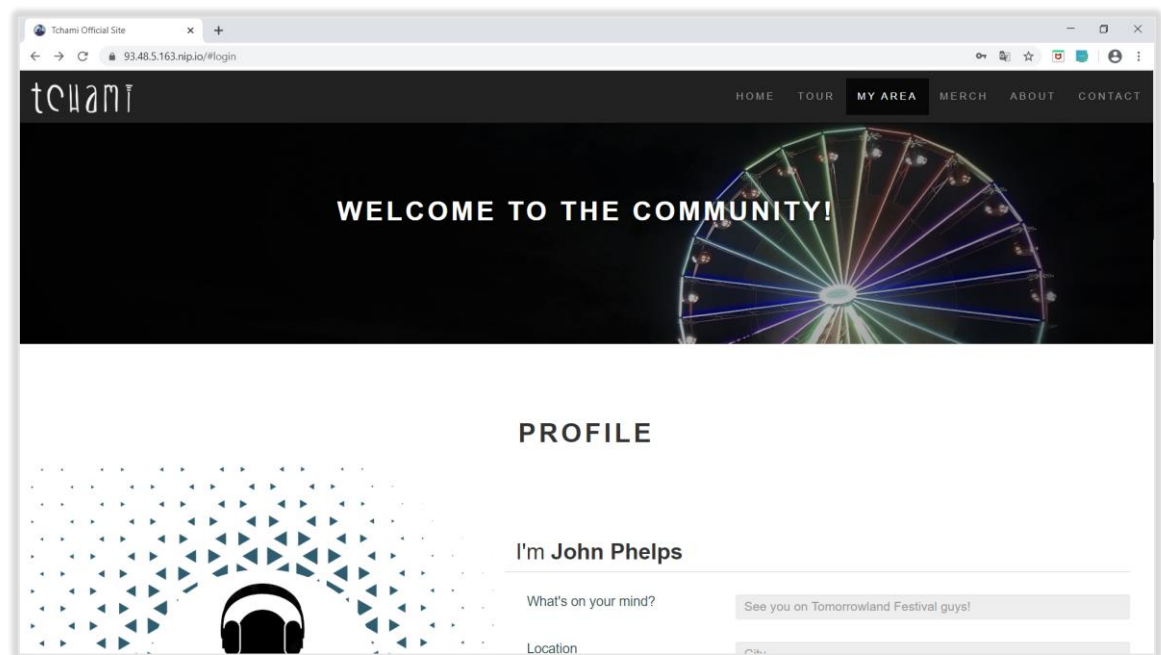 Tchami Official Site
93.48.5.163.nip.io/#login
tchami
HOME TOUR MY AREA MERCH ABOUT CONTACT
WELCOME TO THE COMMUNITY!
PROFILE
I'm John Phelps
What's on your mind? See you on Tomorrowland Festival guys!
Location City